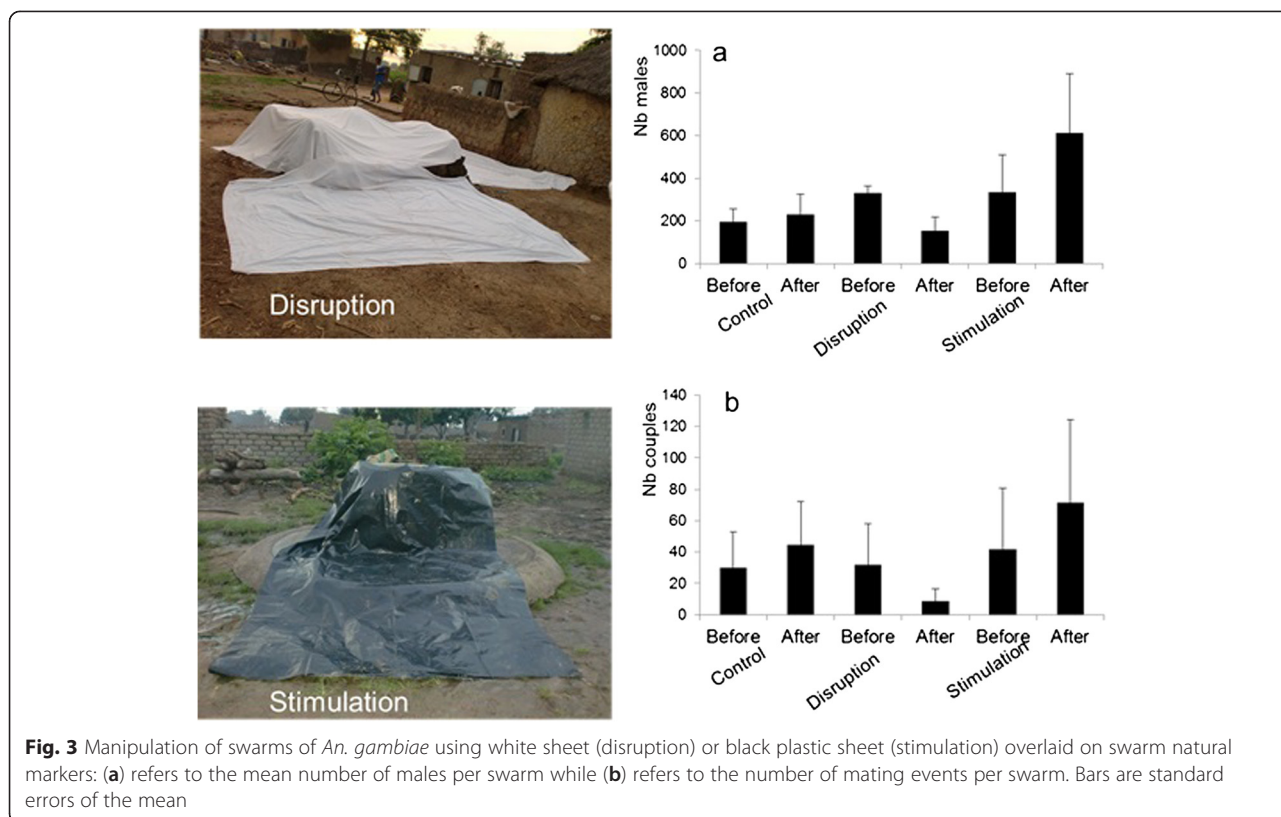 Disruption
a
Nb males
1000
800
600
400
200
0
Before After Before After Before After
Control Disruption Stimulation
Stimulation
b
Nb couples
140
120
100
80
60
40
20
0
Before After Before After Before After
Control Disruption Stimulation
Fig. 3 Manipulation of swarms of An. gambiae using white sheet (disruption) or black plastic sheet (stimulation) overlaid on swarm natural
markers: (a) refers to the mean number of males per swarm while (b) refers to the number of mating events per swarm. Bars are standard
errors of the mean